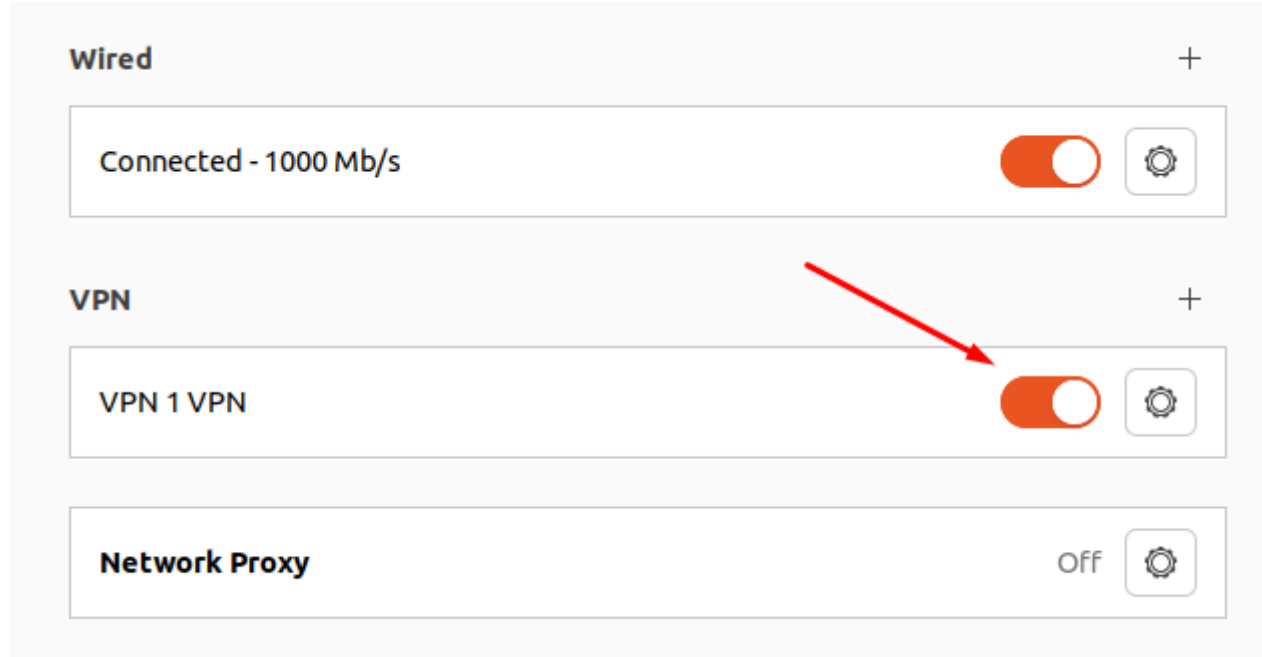 Wired
Connected - 1000 Mb/s
VPN
VPN 1 VPN
Network Proxy Off